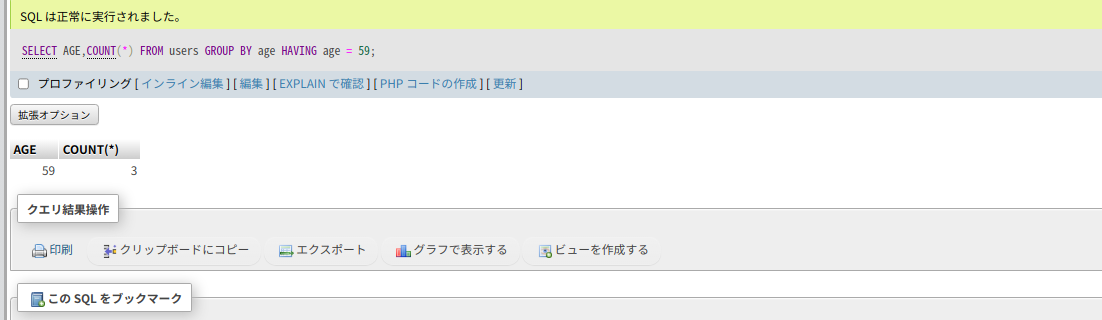 SQL は正常に実行されました。
SELECT AGE,COUNT(*) FROM users GROUP BY age HAVING age = 59;
プロファイリング [ インライン編集 ] [ 編集 ] [ EXPLAIN で確認 ] [ PHP コードの作成 ] [ 更新 ]
拡張オプション
AGE COUNT(*)
59 3
クエリ結果操作
印刷 クリップボードにコピー エクスポート グラフで表示する ビューを作成する
この SQL をブックマーク